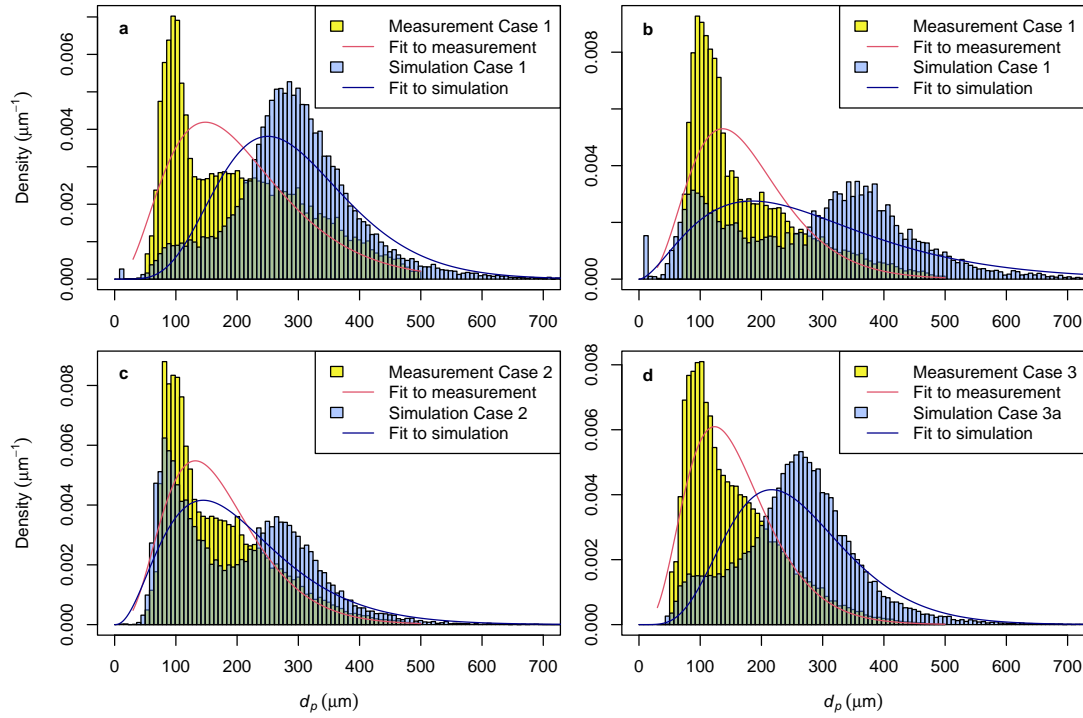 a
Measurement Case 1
Fit to measurement
Simulation Case 1
Fit to simulation
Density (μm⁻¹)
0.000
0.002
0.004
0.006
0 100 200 300 400 500 600 700
b
Measurement Case 1
Fit to measurement
Simulation Case 1
Fit to simulation
0.000
0.004
0.008
0 100 200 300 400 500 600 700
c
Measurement Case 2
Fit to measurement
Simulation Case 2
Fit to simulation
Density (μm⁻¹)
0.000
0.002
0.004
0.006
0.008
0 100 200 300 400 500 600 700
dₚ (μm)
d
Measurement Case 3
Fit to measurement
Simulation Case 3a
Fit to simulation
0.000
0.002
0.004
0.006
0.008
0 100 200 300 400 500 600 700
dₚ (μm)